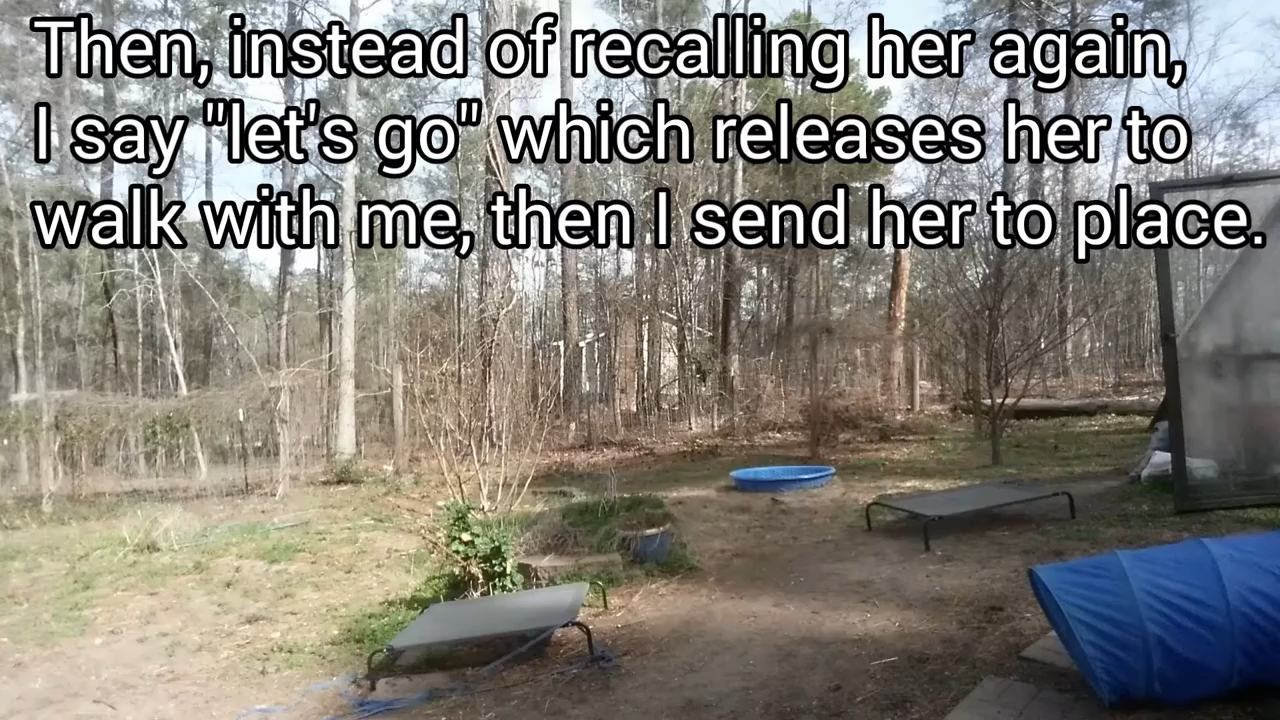 Then, instead of recalling her again,
I say "let's go" which releases her to
walk with me, then I send her to place.